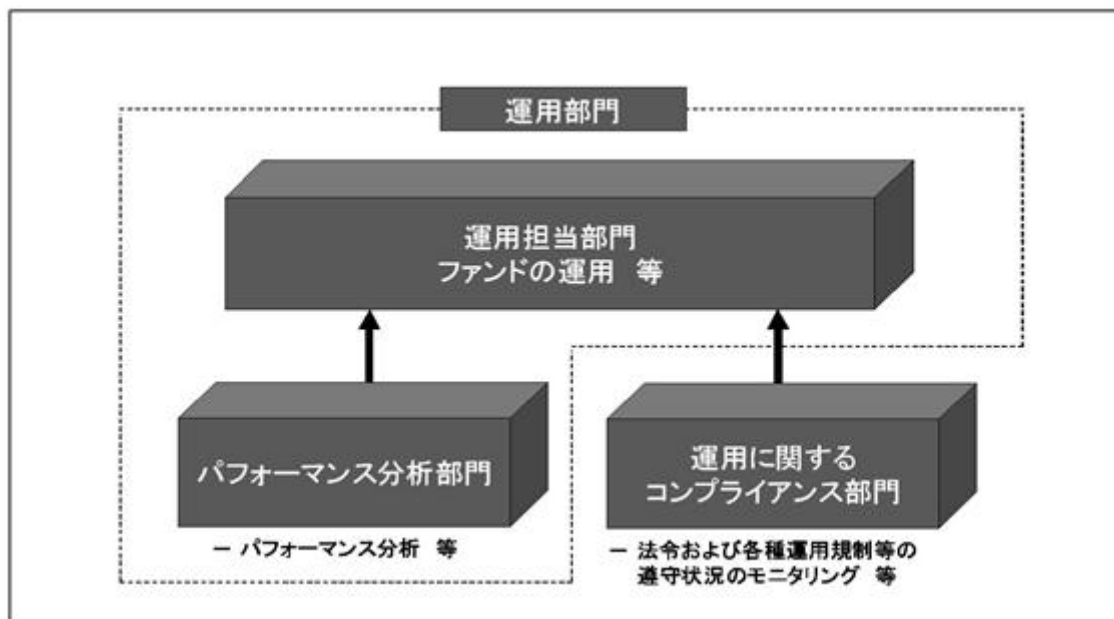 運用部門
運用担当部門
ファンドの運用　等
パフォーマンス分析部門
－ パフォーマンス分析　等
運用に関する
コンプライアンス部門
－ 法令および各種運用規制等の
遵守状況のモニタリング　等